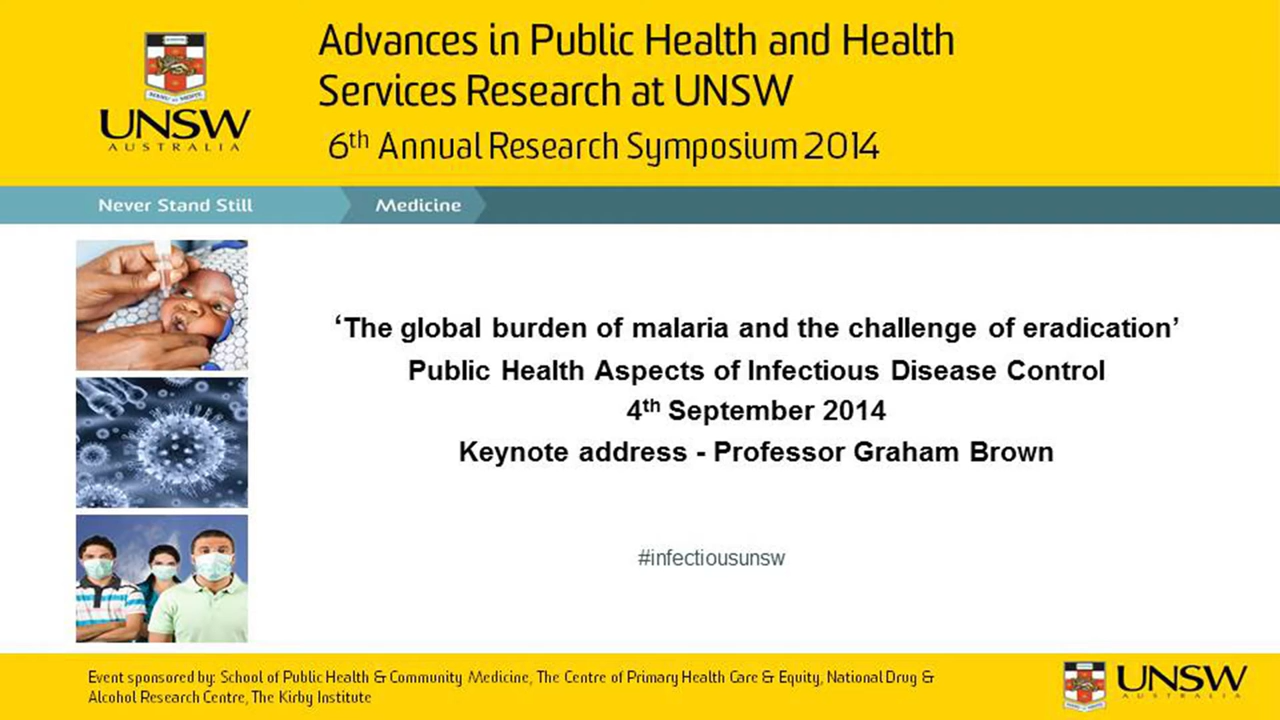 UNSW
AUSTRALIA
Advances in Public Health and Health
Services Research at UNSW
6th Annual Research Symposium 2014
Never Stand Still
Medicine
‘The global burden of malaria and the challenge of eradication’
Public Health Aspects of Infectious Disease Control
4th September 2014
Keynote address - Professor Graham Brown
#infectiousunsw
Event sponsored by: School of Public Health & Community Medicine, The Centre of Primary Health Care & Equity, National Drug &
Alcohol Research Centre, The Kirby Institute
UNSW
AUSTRALIA